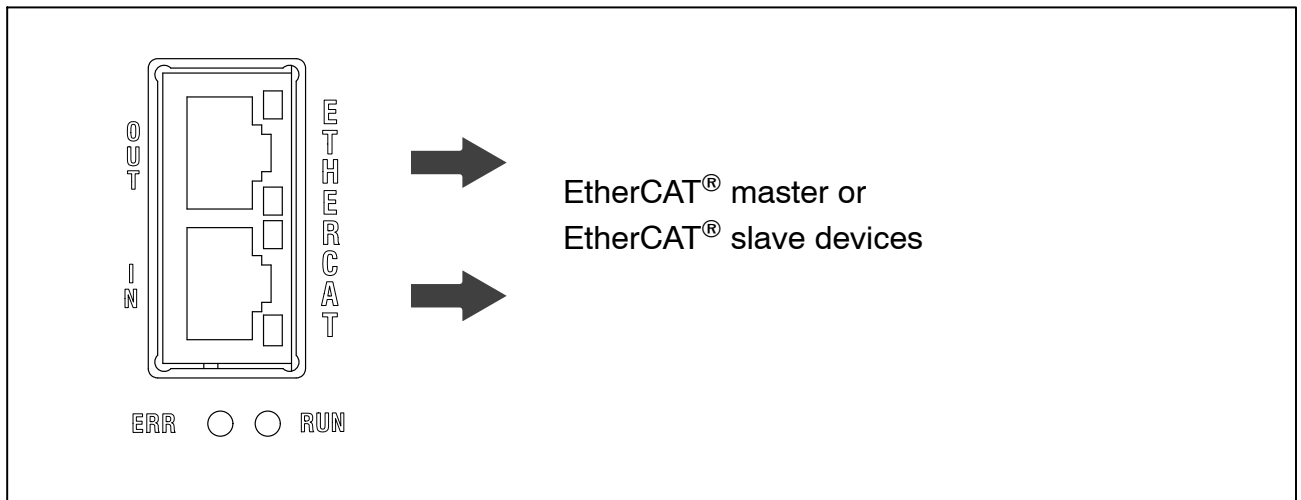 OUT
IN
ETHERCAT
EtherCAT® master or
EtherCAT® slave devices
ERR
RUN